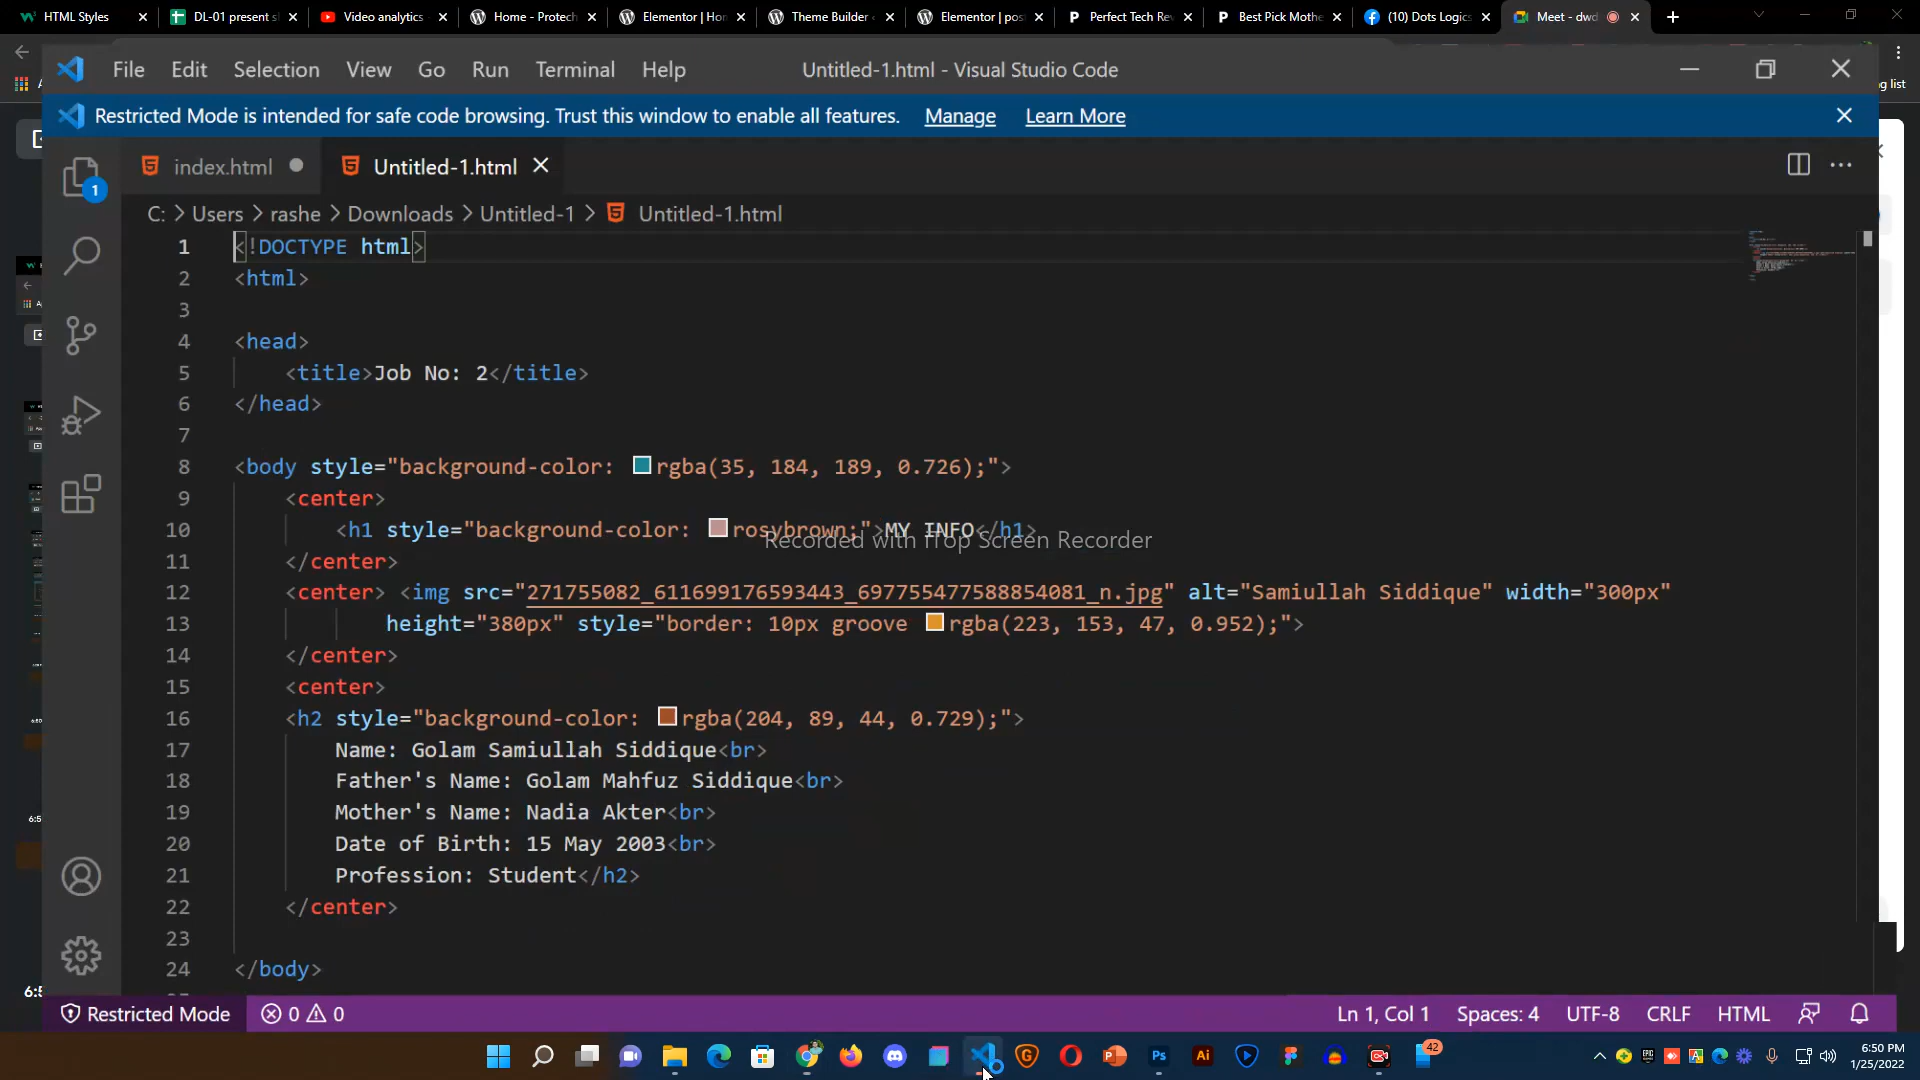 HTML Styles
DL-01 present s
Video analytics
Home - Protech
Elementor | Ho
Theme Builder
Elementor | pos
Perfect Tech Re
Best Pick Moth
(10) Dots Logics
Meet - dwd
ng list
File Edit Selection View Go Run Terminal Help
Untitled-1.html - Visual Studio Code
Restricted Mode is intended for safe code browsing. Trust this window to enable all features. Manage Learn More
index.html
Untitled-1.html
1
C: > Users > rashe > Downloads > Untitled-1 > Untitled-1.html
1 <!DOCTYPE html>
2 <html>
3
4 <head>
5 <title>Job No: 2</title>
6 </head>
7
8 <body style="background-color: rgba(35, 184, 189, 0.726);">
9 <center>
10 <h1 style="background-color: rosybrown;">MY INFO</h1>
Recorded with iTop Screen Recorder
11 </center>
12 <center> <img src="271755082_611699176593443_697755477588854081_n.jpg" alt="Samiullah Siddique" width="300px"
13 height="380px" style="border: 10px groove rgba(223, 153, 47, 0.952);">
14 </center>
15 <center>
16 <h2 style="background-color: rgba(204, 89, 44, 0.729);">
17 Name: Golam Samiullah Siddique<br>
18 Father's Name: Golam Mahfuz Siddique<br>
19 Mother's Name: Nadia Akter<br>
20 Date of Birth: 15 May 2003<br>
21 Profession: Student</h2>
22 </center>
23
24 </body>
Restricted Mode
0 0
Ln 1, Col 1 Spaces: 4 UTF-8 CRLF HTML
42
6:50 PM
1/25/2022